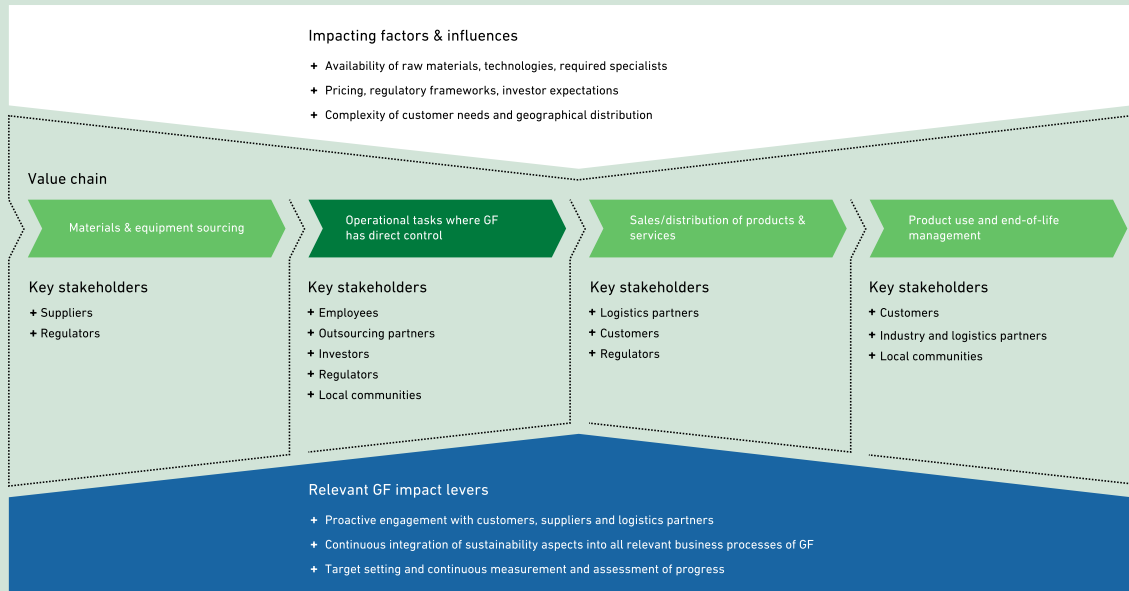 Impacting factors & influences
+ Availability of raw materials, technologies, required specialists
+ Pricing, regulatory frameworks, investor expectations
+ Complexity of customer needs and geographical distribution
Value chain
Materials & equipment sourcing
Operational tasks where GF
has direct control
Sales/distribution of products &
services
Product use and end-of-life
management
Key stakeholders
+ Suppliers
+ Regulators
Key stakeholders
+ Employees
+ Outsourcing partners
+ Investors
+ Regulators
+ Local communities
Key stakeholders
+ Logistics partners
+ Customers
+ Regulators
Key stakeholders
+ Customers
+ Industry and logistics partners
+ Local communities
Relevant GF impact levers
+ Proactive engagement with customers, suppliers and logistics partners
+ Continuous integration of sustainability aspects into all relevant business processes of GF
+ Target setting and continuous measurement and assessment of progress